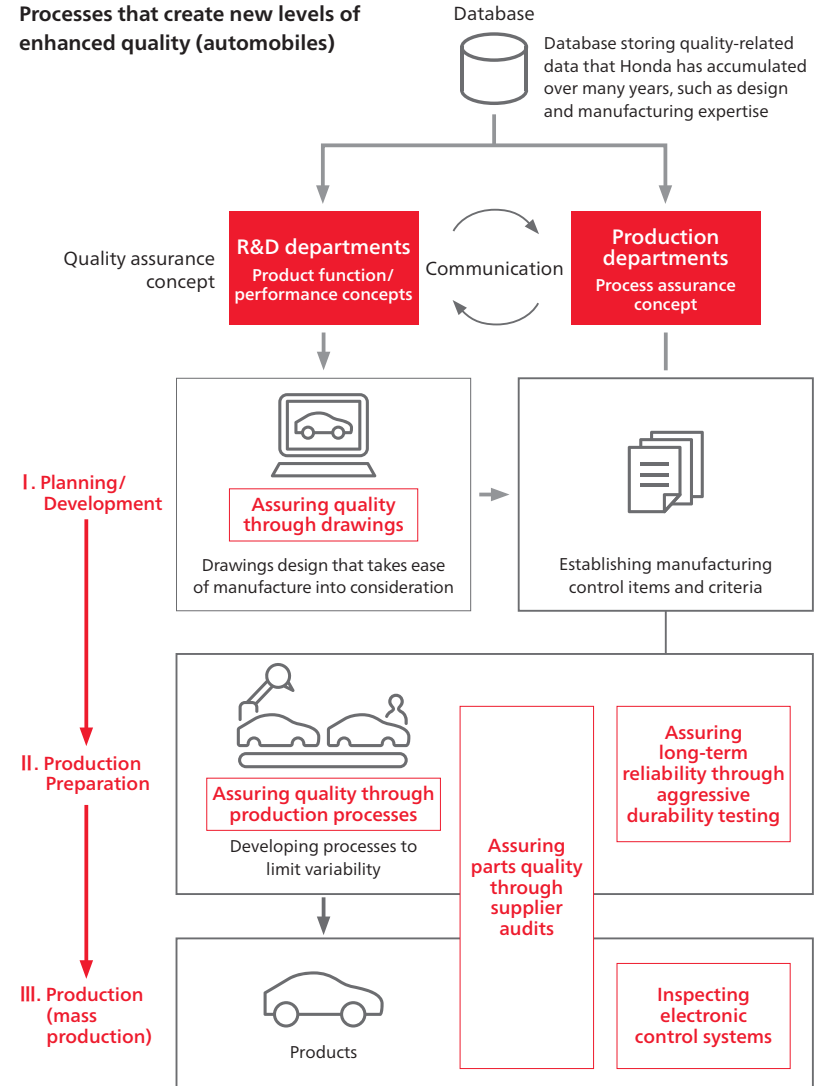 Processes that create new levels of
enhanced quality (automobiles)
Database
Database storing quality-related
data that Honda has accumulated
over many years, such as design
and manufacturing expertise
Quality assurance
concept
R&D departments
Product function/
performance concepts
Communication
Production
departments
Process assurance
concept
Ⅰ. Planning/
Development
Assuring quality
through drawings
Drawings design that takes ease
of manufacture into consideration
Establishing manufacturing
control items and criteria
Ⅱ. Production
Preparation
Assuring quality through
production processes
Developing processes to
limit variability
Assuring
parts quality
through
supplier
audits
Assuring
long-term
reliability through
aggressive
durability testing
Ⅲ. Production
(mass
production)
Products
Inspecting
electronic
control systems